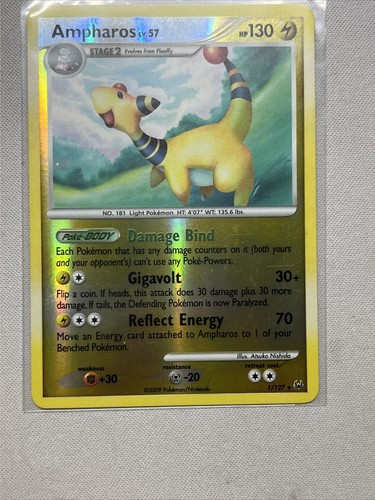 Ampharos LV.57 HP 130
STAGE 2 Evolves from Flaaffy
NO. 181 Light Pokémon HT: 4'07" WT: 135.6 lbs.
Poké-BODY Damage Bind
Each Pokémon that has any damage counters on it (both yours
and your opponent's) can't use any Poké-Powers.
Gigavolt 30+
Flip a coin. If heads, this attack does 30 damage plus 30 more
damage. If tails, the Defending Pokémon is now Paralyzed.
Reflect Energy 70
Move an Energy card attached to Ampharos to 1 of your
Benched Pokémon.
Illus. Atsuko Nishida
weakness resistance retreat cost
+30 -20
©2009 Pokémon/Nintendo 1/127